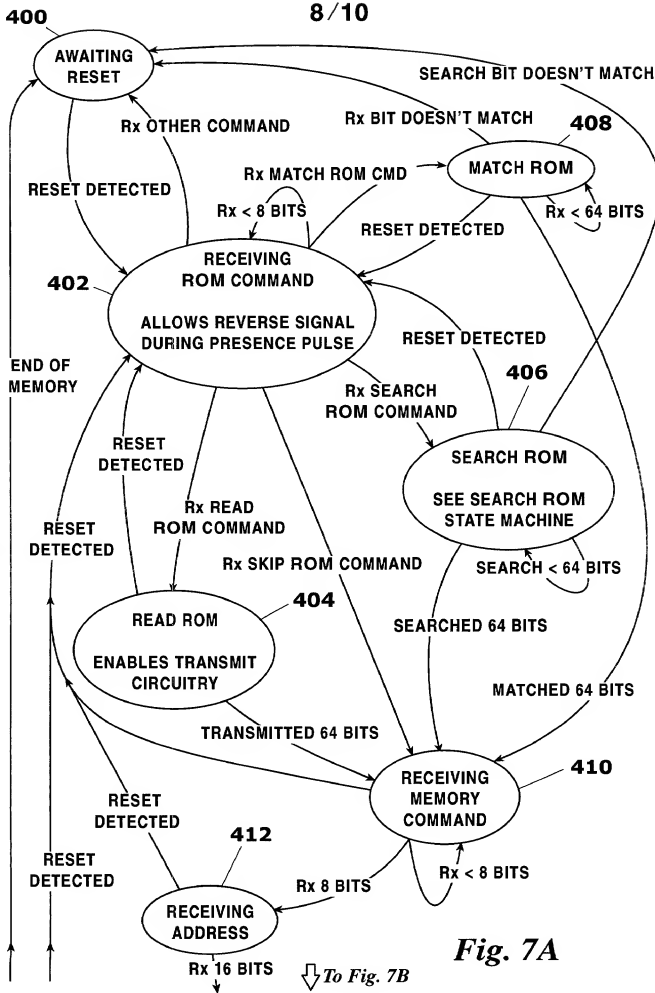 8/10
400
AWAITING
RESET
SEARCH BIT DOESN'T MATCH
Rx OTHER COMMAND
Rx BIT DOESN'T MATCH
408
MATCH ROM
Rx MATCH ROM CMD
RESET DETECTED
Rx < 8 BITS
Rx < 64 BITS
RESET DETECTED
402
RECEIVING
ROM COMMAND
ALLOWS REVERSE SIGNAL
DURING PRESENCE PULSE
RESET DETECTED
END OF
MEMORY
406
Rx SEARCH
ROM COMMAND
RESET
DETECTED
SEARCH ROM
SEE SEARCH ROM
STATE MACHINE
Rx READ
ROM COMMAND
RESET
DETECTED
Rx SKIP ROM COMMAND
SEARCH < 64 BITS
404
READ ROM
ENABLES TRANSMIT
CIRCUITRY
SEARCHED 64 BITS
MATCHED 64 BITS
TRANSMITTED 64 BITS
410
RECEIVING
MEMORY
COMMAND
RESET
DETECTED
412
RESET
DETECTED
Rx < 8 BITS
Rx 8 BITS
RECEIVING
ADDRESS
Fig. 7A
Rx 16 BITS
To Fig. 7B